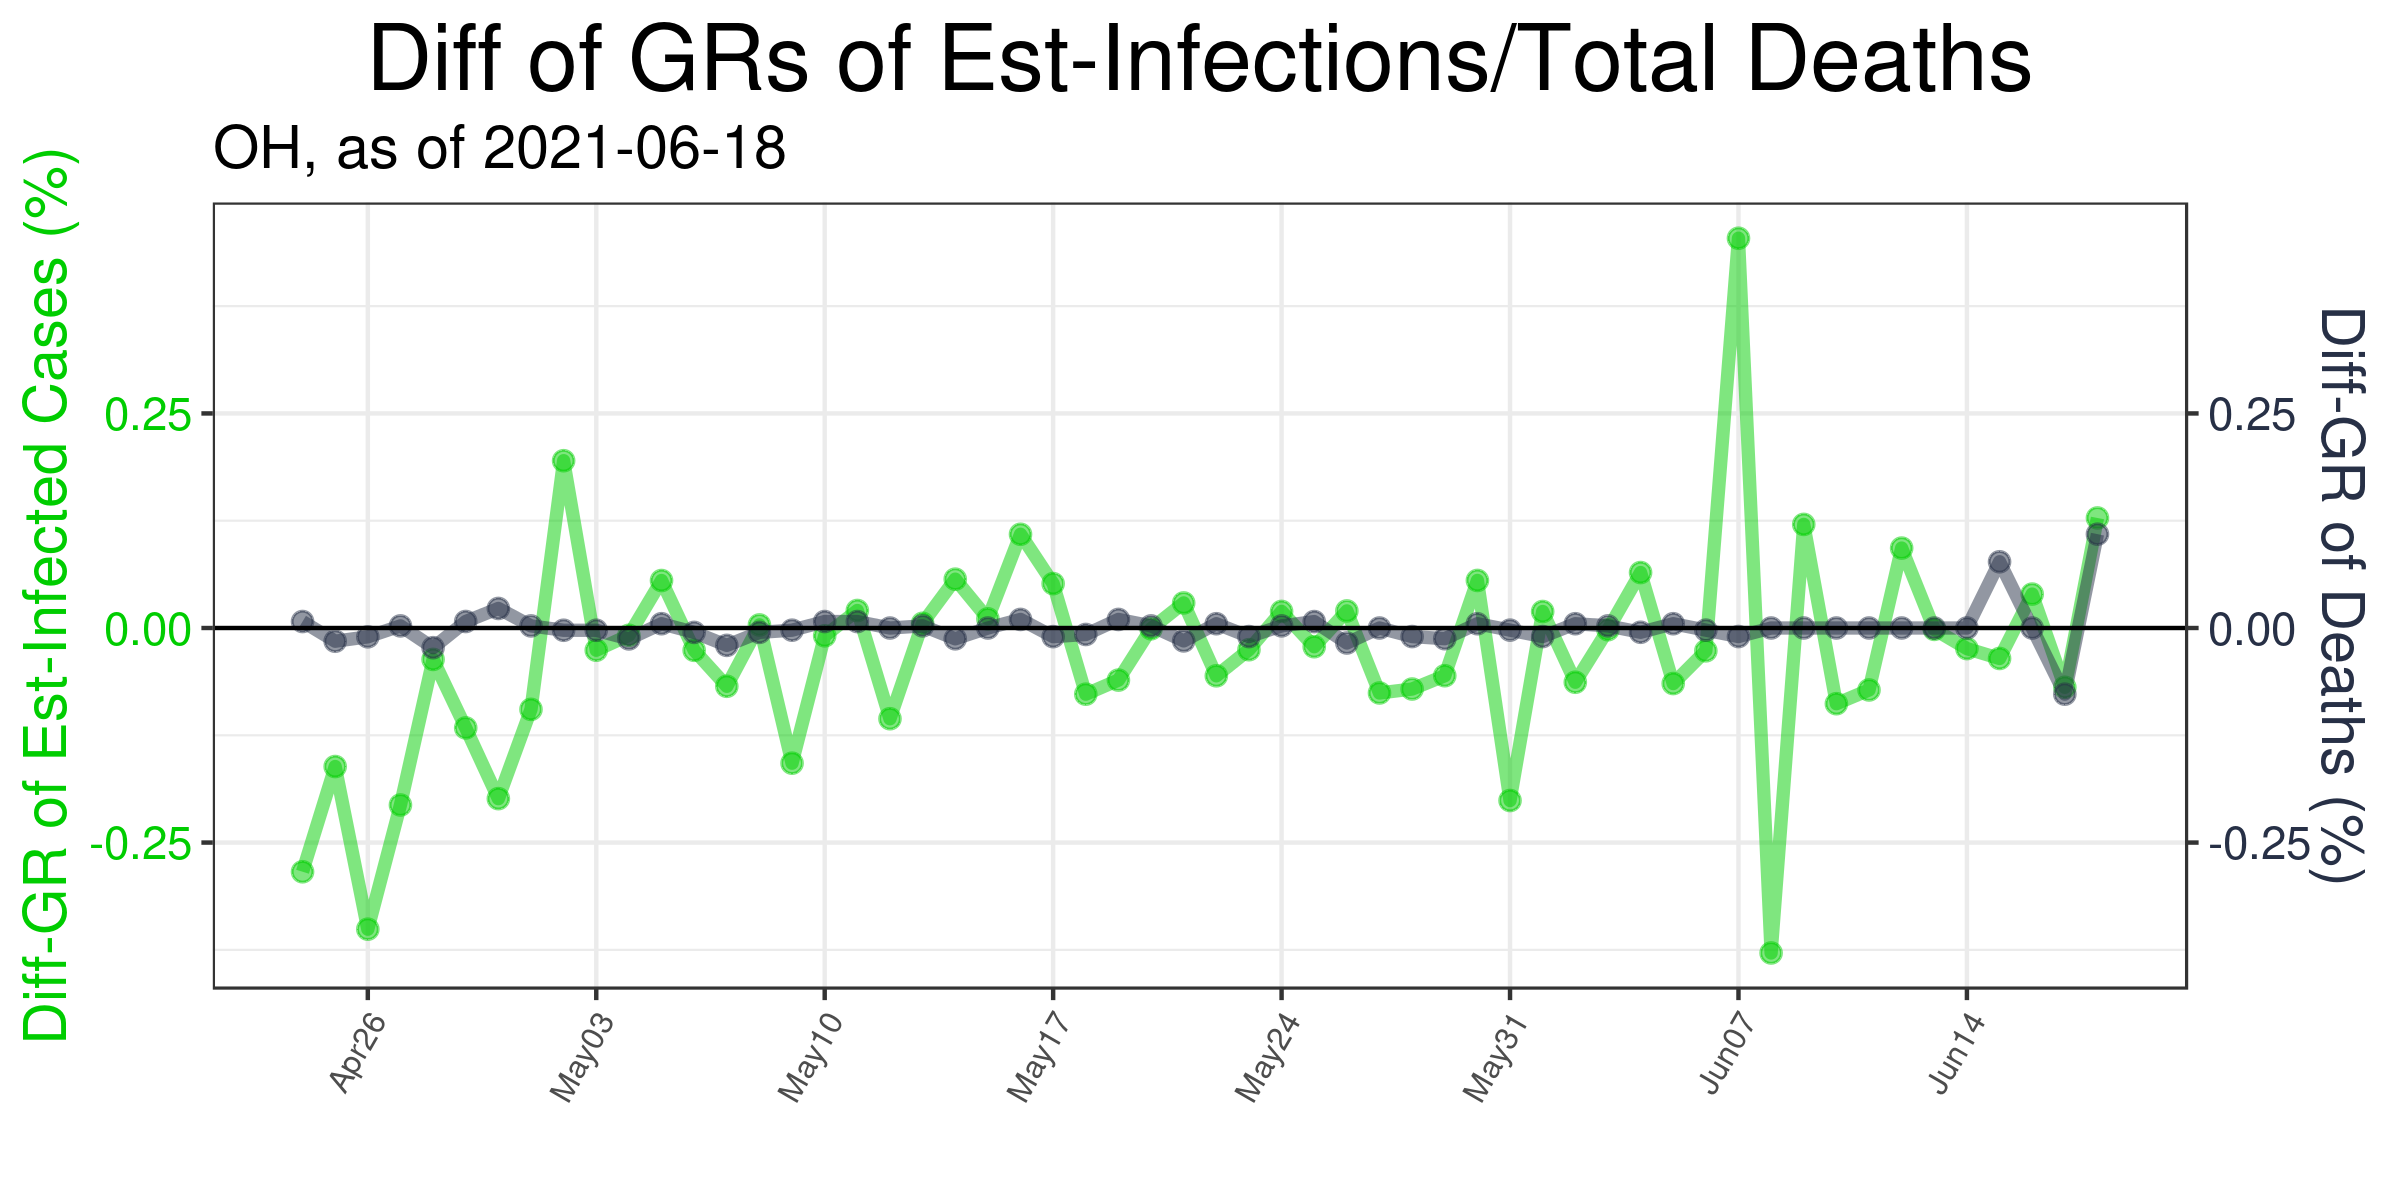 Diff of GRs of Est-Infections/Total Deaths
OH, as of 2021-06-18
Diff-GR of Est-Infected Cases (%)
0.25
0.00
-0.25
0.25
0.00
-0.25
Diff-GR of Deaths (%)
Apr26
May03
May10
May17
May24
May31
Jun07
Jun14